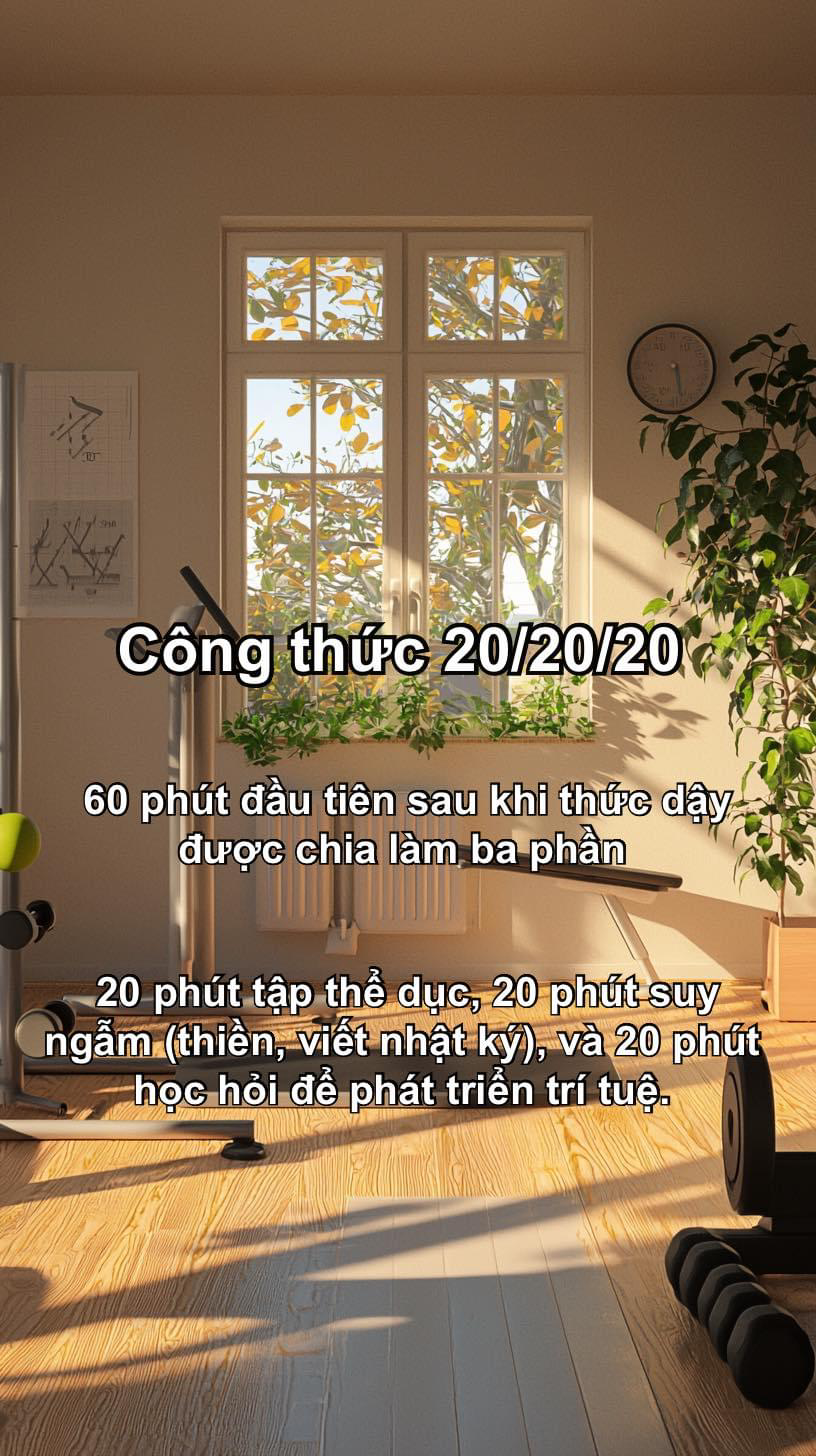 Công thức 20/20/20
60 phút đầu tiên sau khi thức dậy
được chia làm ba phần
20 phút tập thể dục, 20 phút suy
ngẫm (thiền, viết nhật ký), và 20 phút
học hỏi để phát triển trí tuệ.